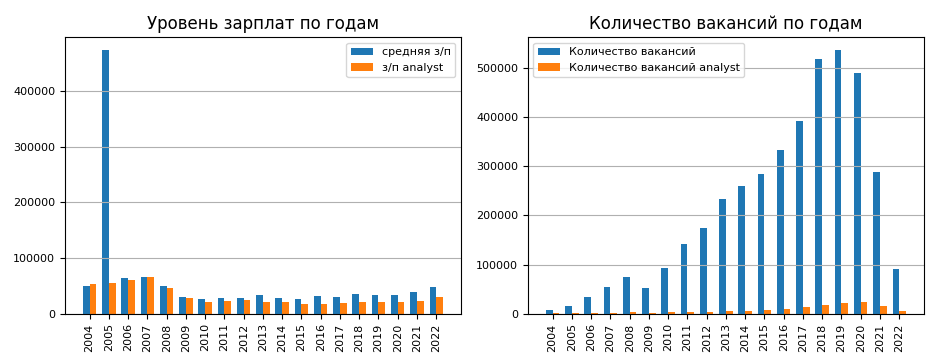 Уровень зарплат по годам
средняя з/п
з/п analyst
400000
300000
200000
100000
0
2004 2005 2006 2007 2008 2009 2010 2011 2012 2013 2014 2015 2016 2017 2018 2019 2020 2021 2022
Количество вакансий по годам
Количество вакансий
Количество вакансий analyst
500000
400000
300000
200000
100000
0
2004 2005 2006 2007 2008 2009 2010 2011 2012 2013 2014 2015 2016 2017 2018 2019 2020 2021 2022